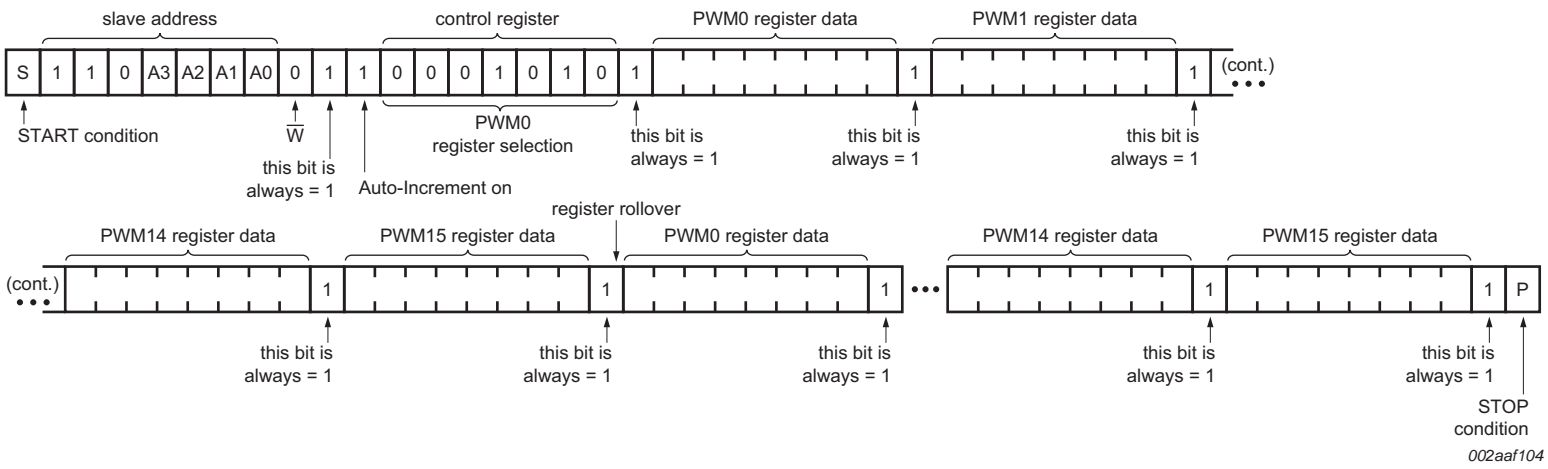 slave address control register PWM0 register data PWM1 register data
S 1 1 0 A3 A2 A1 A0 0 1 1 0 0 0 1 0 1 0 1 1 1 (cont.)
START condition W PWM0 this bit is this bit is this bit is
register selection always = 1 always = 1 always = 1
this bit is
always = 1 Auto-Increment on
register rollover
PWM14 register data PWM15 register data PWM0 register data PWM14 register data PWM15 register data
(cont.) 1 1 1 1 1 P
this bit is this bit is this bit is this bit is this bit is
always = 1 always = 1 always = 1 always = 1 always = 1
STOP
condition
002aaf104